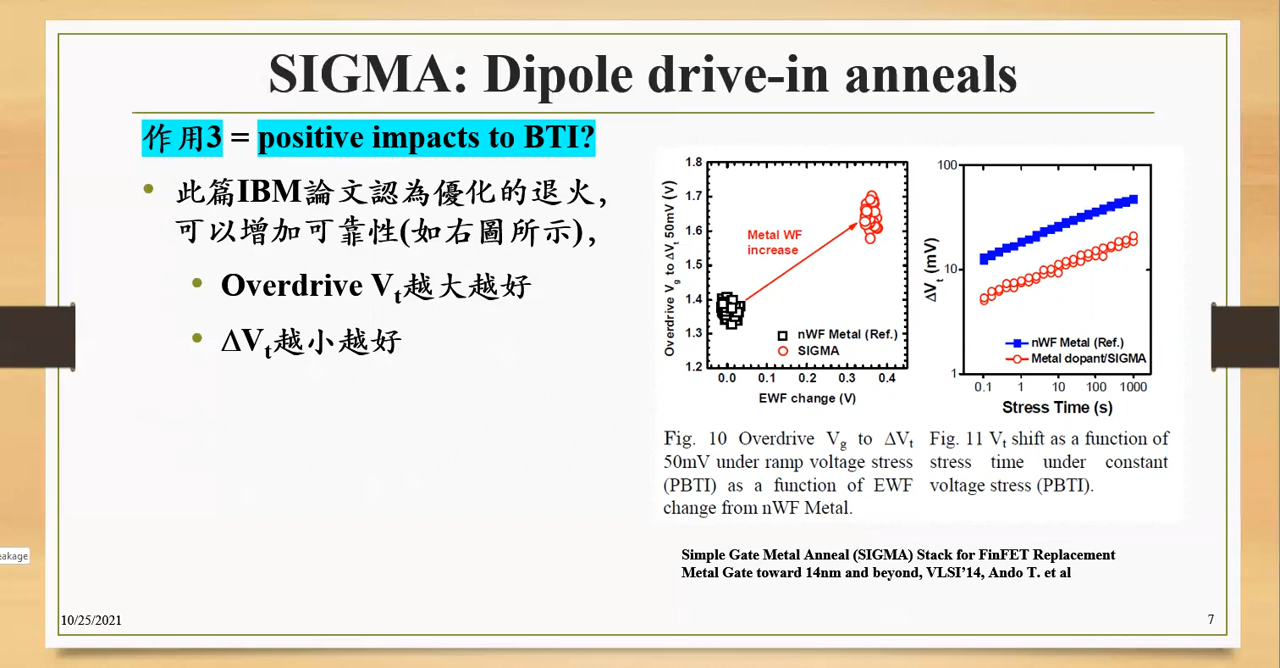 SIGMA: Dipole drive-in anneals
作用3 = positive impacts to BTI?
• 此篇IBM論文認為優化的退火，
可以增加可靠性(如右圖所示)，
• Overdrive Vt越大越好
• ΔVt越小越好
Overdrive Vg to ΔVt 50mV (V)
1.8
1.7
1.6
1.5
1.4
1.3
1.2
Metal WF
increase
nWF Metal (Ref.)
SIGMA
0.0 0.1 0.2 0.3 0.4
EWF change (V)
ΔVt (mV)
100
10
1
nWF Metal (Ref.)
Metal dopant/SIGMA
0.1 1 10 100 1000
Stress Time (s)
Fig. 10 Overdrive Vg to ΔVt
50mV under ramp voltage stress
(PBTI) as a function of EWF
change from nWF Metal.
Fig. 11 Vt shift as a function of
stress time under constant
voltage stress (PBTI).
Simple Gate Metal Anneal (SIGMA) Stack for FinFET Replacement
Metal Gate toward 14nm and beyond, VLSI’14, Ando T. et al
eakage
10/25/2021
7